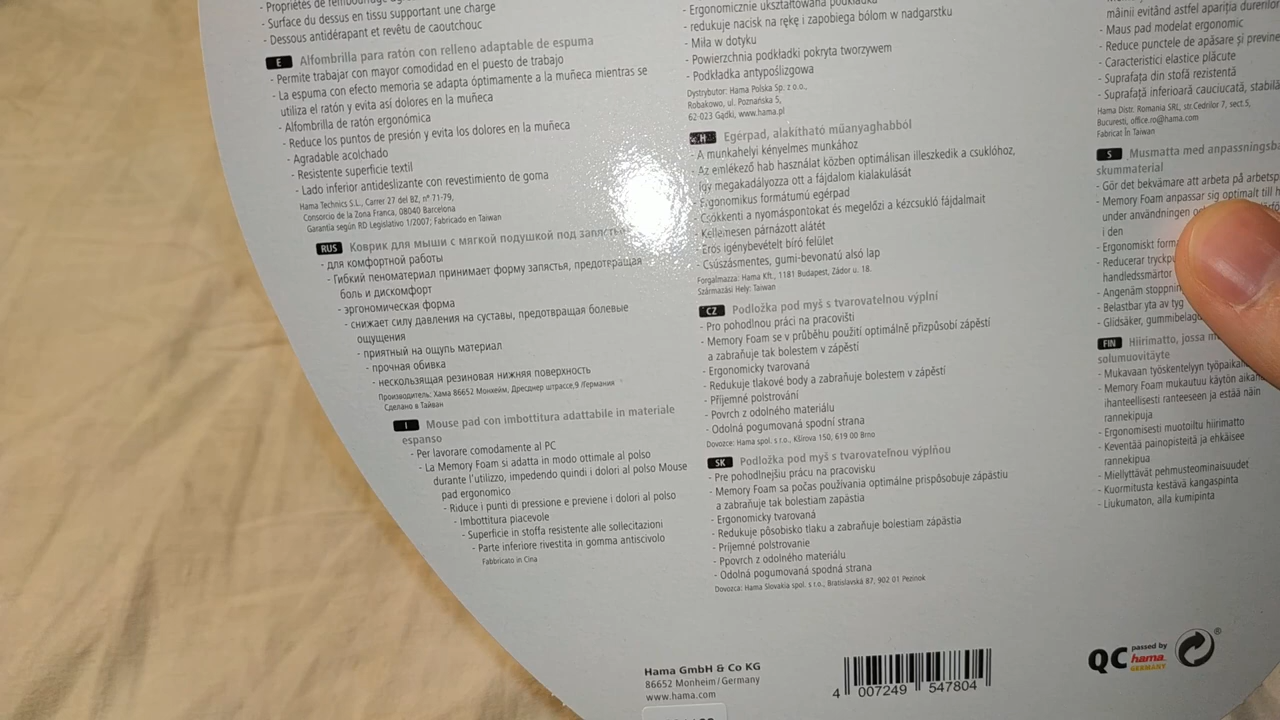 - Propriétés de
- Surface du dessus en tissu supportant une charge
- Dessous antidérapant et revêtu de caoutchouc
E Alfombrilla para ratón con relleno adaptable de espuma
- Permite trabajar con mayor comodidad en el puesto de trabajo
- La espuma con efecto memoria se adapta óptimamente a la muñeca mientras se
utiliza el ratón y evita así dolores en la muñeca
- Alfombrilla de ratón ergonómica
- Reduce los puntos de presión y evita los dolores en la muñeca
- Agradable acolchado
- Resistente superficie textil
- Lado inferior antideslizante con revestimiento de goma
Hama Technics S.L., Carrer 27 del BZ, nº 71-79,
Consorcio de la Zona Franca, 08040 Barcelona
Garantia según RD Legislativo 1/2007; Fabricado en Taiwan
RUS Коврик для мыши с мягкой подушкой под
- для комфортной работы
- Гибкий пеноматериал принимает форму запястья, предотвращая
боль и дискомфорт
- эргономическая форма
- снижает силу давления на суставы, предотвращая болевые
ощущения
- приятный на ощупь материал
- прочная обивка
- нескользящая резиновая нижняя поверхность
Производитель: Хама 86652 Монхейм, Дресднер штрассе,9 /Германия
Сделано в Тайван
I Mouse pad con imbottitura adattabile in materiale
espanso
- Per lavorare comodamente al PC
- La Memory Foam si adatta in modo ottimale al polso
durante l'utilizzo, impedendo quindi i dolori al polso Mouse
pad ergonomico
- Riduce i punti di pressione e previene i dolori al polso
- Imbottitura piacevole
- Superficie in stoffa resistente alle sollecitazioni
- Parte inferiore rivestita in gomma antiscivolo
Fabbricato in Cina
- Ergonomicznie ukształtowana podkładka
- redukuje nacisk na rękę i zapobiega bólom w nadgarstku
- Miła w dotyku
- Powierzchnia podkładki pokryta tworzywem
- Podkładka antypoślizgowa
Dystrybutor: Hama Polska Sp. z o.o.,
Robakowo, ul. Poznańska 5,
62-023 Gądki, www.hama.pl
H Egérpad, alakítható műanyaghabból
- A munkahelyi kényelmes munkához
- Az emlékező hab használat közben optimálisan illeszkedik a csuklóhoz,
így megakadályozza ott a fájdalom kialakulását
- Ergonomikus formátumú egérpad
- Csökkenti a nyomáspontokat és megelőzi a kézcsukló fájdalmait
- Kellemesen párnázott alátét
- Erős igénybevételt bíró felület
- Csúszásmentes, gumi-bevonatú alsó lap
Forgalmazza: Hama Kft., 1181 Budapest, Zádor u. 18.
Származási Hely: Taiwan
CZ Podložka pod myš s tvarovatelnou výplní
- Pro pohodlnou práci na pracovišti
- Memory Foam se v průběhu použití optimálně přizpůsobí zápěstí
a zabraňuje tak bolestem v zápěstí
- Ergonomicky tvarovaná
- Redukuje tlakové body a zabraňuje bolestem v zápěstí
- Příjemné polstrování
- Povrch z odolného materiálu
- Odolná pogumovaná spodní strana
Dovozce: Hama spol. s r.o., Kšírova 150, 619 00 Brno
SK Podložka pod myš s tvarovateľnou výplňou
- Pre pohodlnejšiu prácu na pracovisku
- Memory Foam sa počas používania optimálne prispôsobuje zápästiu
a zabraňuje tak bolestiam zapästia
- Ergonomicky tvarovaná
- Redukuje pôsobisko tlaku a zabraňuje bolestiam zápästia
- Príjemné polstrovanie
- Ppovrch z odolného materiálu
- Odolná pogumovaná spodná strana
Dovozca: Hama Slovakia spol. s r.o., Bratislavská 87, 902 01 Pezinok
mâinii evitând astfel apariția
- Maus pad modelat ergonomic
- Reduce punctele de apăsare și
- Caracteristici elastice plăcute
- Suprafața din stofă rezistentă
- Suprafață inferioară cauciucată,
Hama Distr. Romania SRL, str.Cedrilor 7, sect.5,
Bucuresti, office.ro@hama.com
Fabricat în Taiwan
S Musmatta med
skummaterial
- Gör det bekvämare att arbeta på
- Memory Foam anpassar sig optimalt till
under användningen
i den
- Ergonomiskt
- Reducerar
handledssmärtor
- Angenäm
- Belastbar yta av tyg
- Glidsäker,
FIN Hiirimatto, jossa
solumuovitäyte
- Mukavaan työskentelyyn
- Memory Foam mukautuu käytön
ihanteellisesti ranteeseen ja estää näin
rannekipuja
- Ergonomisesti muotoiltu hiirimatto
- Keventää painopisteitä ja ehkäisee
rannekipua
- Miellyttävät pehmusteominaisuudet
- Kuormitusta kestävä kangaspinta
- Liukumaton, alla kumipinta
Hama GmbH & Co KG
86652 Monheim/Germany
www.hama.com
4 007249 547804
QC passed by
hama
GERMANY
®